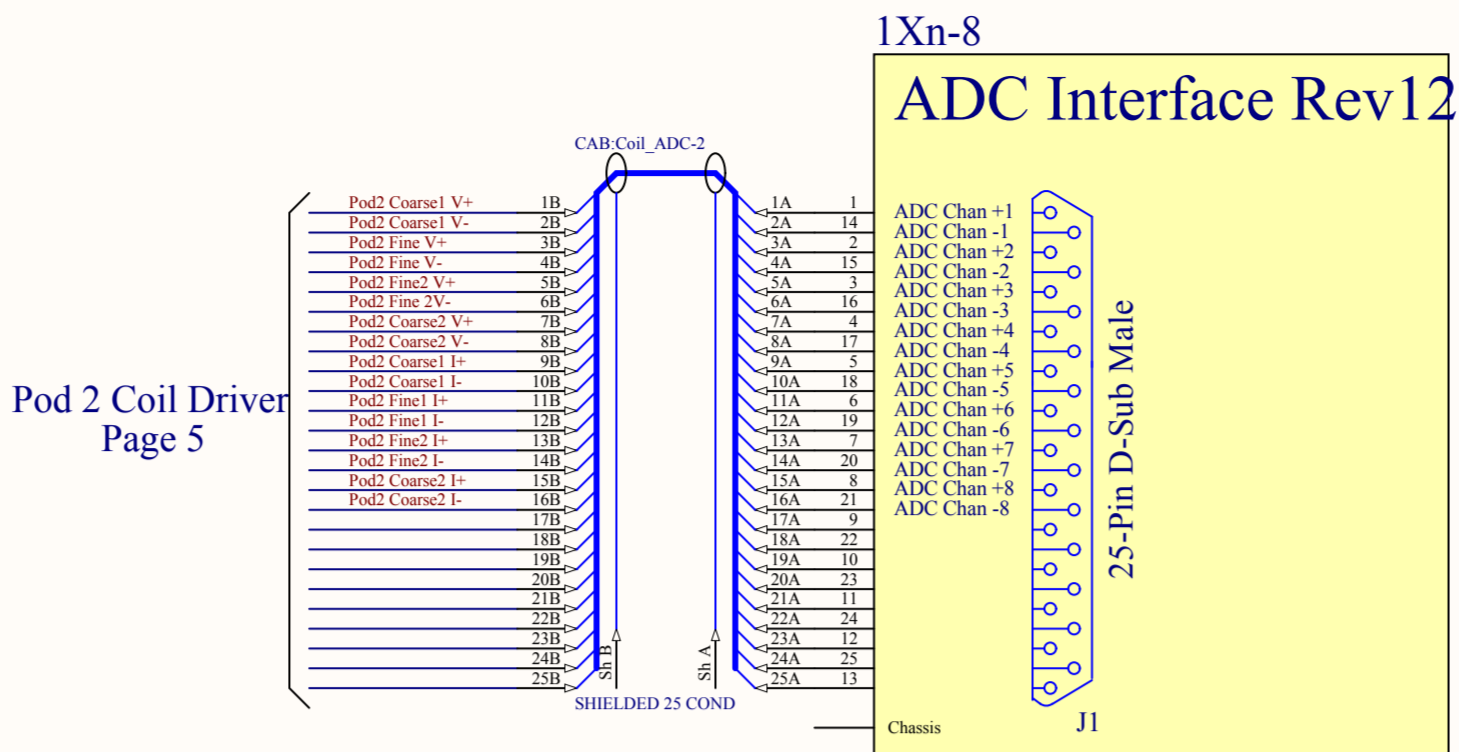 1Xn-8
ADC Interface Rev12
CAB:Coil_ADC-2
Pod2 Coarse1 V+ 1B 1A 1 ADC Chan +1
Pod2 Coarse1 V- 2B 2A 14 ADC Chan -1
Pod2 Fine V+ 3B 3A 2 ADC Chan +2
Pod2 Fine V- 4B 4A 15 ADC Chan -2
Pod2 Fine2 V+ 5B 5A 3 ADC Chan +3
Pod2 Fine 2V- 6B 6A 16 ADC Chan -3
Pod2 Coarse2 V+ 7B 7A 4 ADC Chan +4
Pod2 Coarse2 V- 8B 8A 17 ADC Chan -4
Pod2 Coarse1 I+ 9B 9A 5 ADC Chan +5
Pod2 Coarse1 I- 10B 10A 18 ADC Chan -5
Pod2 Fine1 I+ 11B 11A 6 ADC Chan +6
Pod2 Fine1 I- 12B 12A 19 ADC Chan -6
Pod2 Fine2 I+ 13B 13A 7 ADC Chan +7
Pod2 Fine2 I- 14B 14A 20 ADC Chan -7
Pod2 Coarse2 I+ 15B 15A 8 ADC Chan +8
Pod2 Coarse2 I- 16B 16A 21 ADC Chan -8
17B 17A 9
18B 18A 22
19B 19A 10
20B 20A 23
21B 21A 11
22B 22A 24
23B 23A 12
24B 24A 25
25B 25A 13
Pod 2 Coil Driver
Page 5
Sh B
Sh A
SHIELDED 25 COND
25-Pin D-Sub Male
J1
Chassis